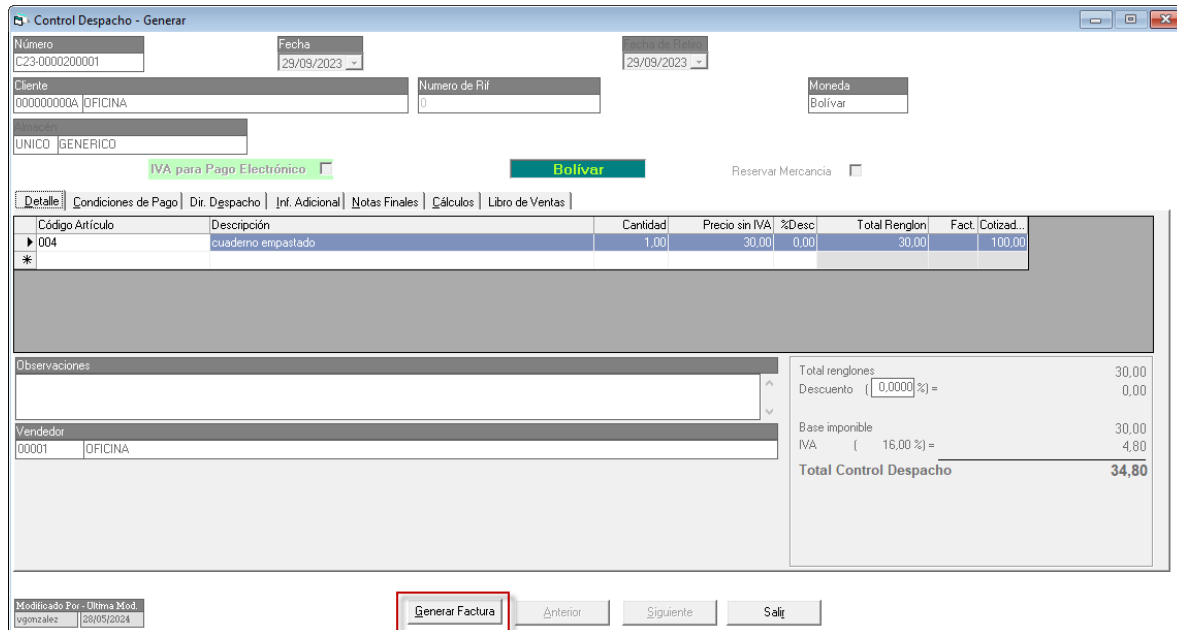 Control Despacho - Generar
Número Fecha Fecha de Retiro
C23-0000200001 29/09/2023 29/09/2023
Cliente Numero de Rif Moneda
000000000A OFICINA 0 Bolívar
Almacén
UNICO GENERICO
IVA para Pago Electrónico Bolívar Reservar Mercancia
Detalle Condiciones de Pago Dir. Despacho Inf. Adicional Notas Finales Cálculos Libro de Ventas
Código Artículo Descripción Cantidad Precio sin IVA %Desc Total Renglon Fact. Cotizad...
004 cuaderno empastado 1,00 30,00 0,00 30,00 100,00
Observaciones
Total renglones 30,00
Descuento ( 0,0000 %) = 0,00
Vendedor
Base imponible 30,00
00001 OFICINA
IVA ( 16,00 %) = 4,80
Total Control Despacho 34,80
Modificado Por - Ultima Mod.
vgonzalez 28/05/2024
Generar Factura Anterior Siguiente Salir